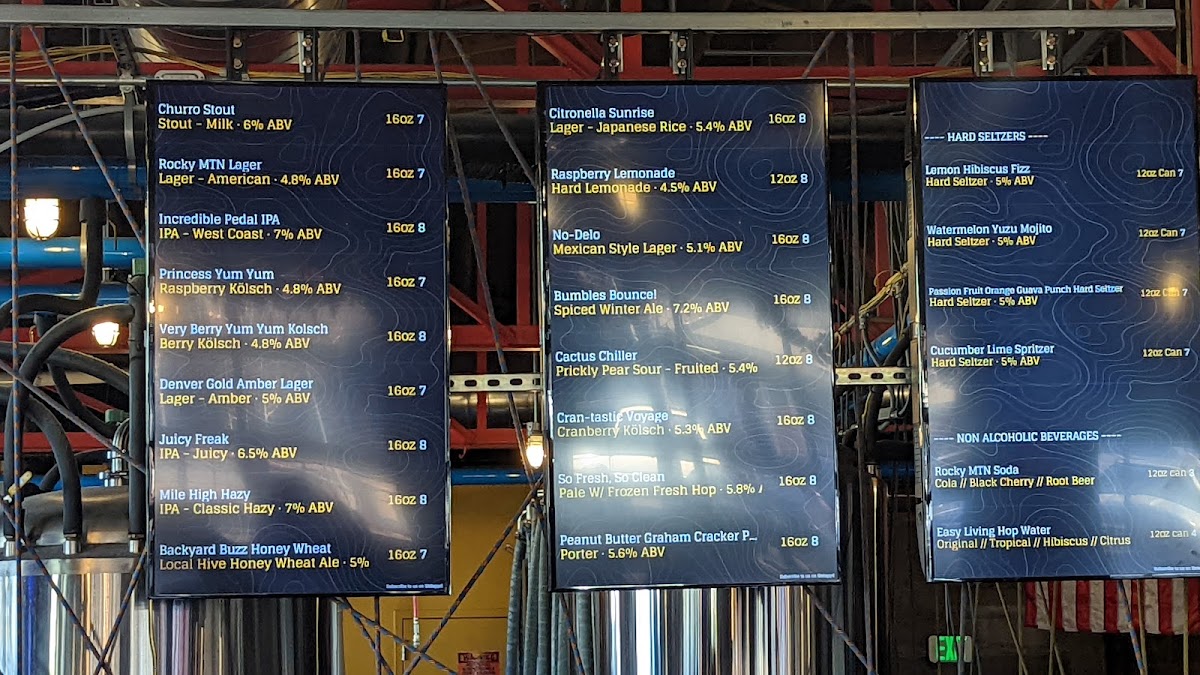 Churro Stout
Stout - Milk · 6% ABV
16oz 7
Rocky MTN Lager
Lager - American · 4.8% ABV
16oz 7
Incredible Pedal IPA
IPA - West Coast · 7% ABV
16oz 8
Princess Yum Yum
Raspberry Kölsch · 4.8% ABV
16oz 7
Very Berry Yum Yum Kolsch
Berry Kölsch · 4.8% ABV
16oz 8
Denver Gold Amber Lager
Lager - Amber · 5% ABV
16oz 7
Juicy Freak
IPA - Juicy · 6.5% ABV
16oz 8
Mile High Hazy
IPA - Classic Hazy · 7% ABV
16oz 8
Backyard Buzz Honey Wheat
Local Hive Honey Wheat Ale · 5%
16oz 7
Citronella Sunrise
Lager - Japanese Rice · 5.4% ABV
16oz 8
Raspberry Lemonade
Hard Lemonade · 4.5% ABV
12oz 8
No-Delo
Mexican Style Lager · 5.1% ABV
16oz 8
Bumbles Bounce!
Spiced Winter Ale · 7.2% ABV
16oz 8
Cactus Chiller
Prickly Pear Sour - Fruited · 5.4%
12oz 8
Cran-tastic Voyage
Cranberry Kölsch · 5.3% ABV
16oz 8
So Fresh, So Clean
Pale W/ Frozen Fresh Hop · 5.8%
16oz 8
Peanut Butter Graham Cracker P...
Porter · 5.6% ABV
16oz 8
---- HARD SELTZERS ----
Lemon Hibiscus Fizz
Hard Seltzer · 5% ABV
12oz Can 7
Watermelon Yuzu Mojito
Hard Seltzer · 5% ABV
12oz Can 7
Passion Fruit Orange Guava Punch Hard Seltzer
Hard Seltzer · 5% ABV
12oz Can 7
Cucumber Lime Spritzer
Hard Seltzer · 5% ABV
12oz Can 7
---- NON ALCOHOLIC BEVERAGES ----
Rocky MTN Soda
Cola // Black Cherry // Root Beer
12oz can 3
Easy Living Hop Water
Original // Tropical // Hibiscus // Citrus
12oz can 4
EXIT